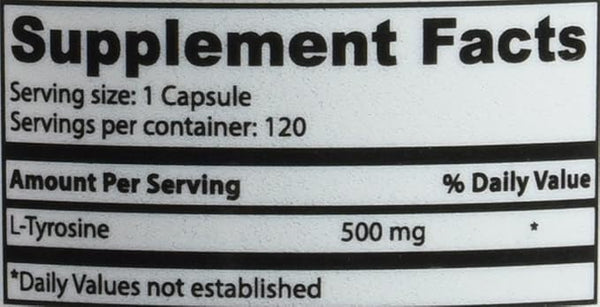 Supplement Facts
Serving size: 1 Capsule
Servings per container: 120
Amount Per Serving % Daily Value
L-Tyrosine 500 mg *
*Daily Values not established